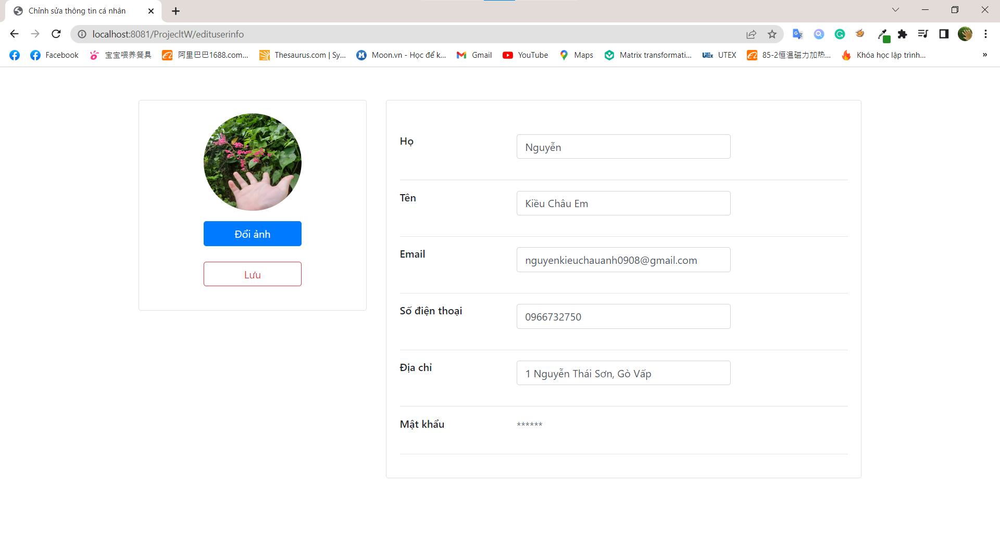 Chỉnh sửa thông tin cá nhân
localhost:8081/ProjecltW/edituserinfo
Facebook 宝宝喂养餐具 阿里巴巴1688.com... Thesaurus.com | Sy... Moon.vn - Học để k... Gmail YouTube Maps Matrix transformati... UTEX 85-2恒温磁力加热... Khóa học lập trình... »
Đổi ảnh
Lưu
Họ Nguyễn
Tên Kiều Châu Em
Email nguyenkieuchauanh0908@gmail.com
Số điện thoại 0966732750
Địa chỉ 1 Nguyễn Thái Sơn, Gò Vấp
Mật khẩu ******